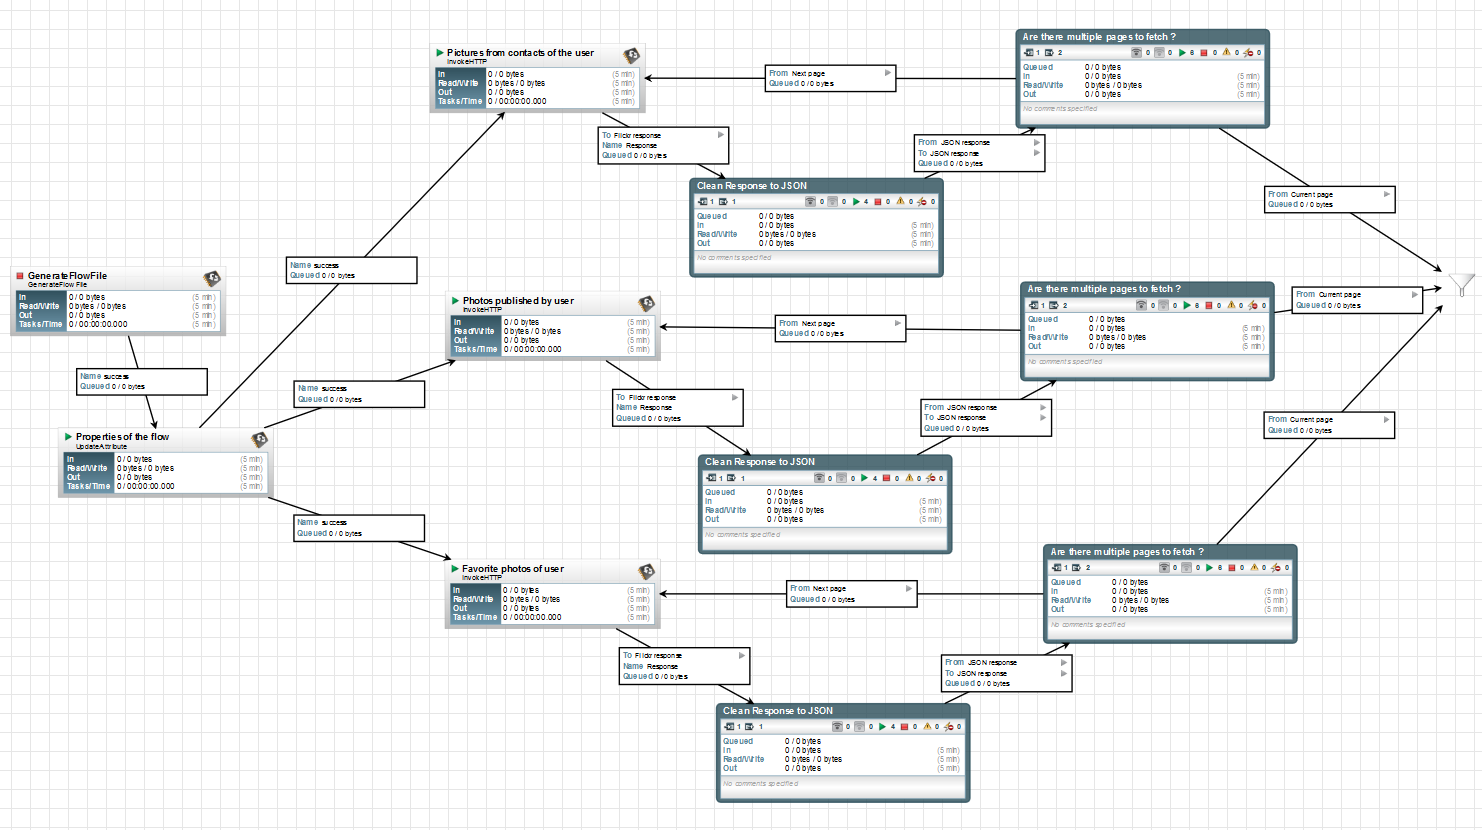 Pictures from contacts of the user
InvokeHTTP
In 0 / 0 bytes (5 min)
Read/Write 0 bytes / 0 bytes (5 min)
Out 0 / 0 bytes (5 min)
Tasks/Time 0 / 00:00:00.000 (5 min)
From Next page
Queued 0 / 0 bytes
Are there multiple pages to fetch ?
1 2 0 0 6 0 0 0
Queued 0 / 0 bytes
In 0 / 0 bytes (5 min)
Read/Write 0 bytes / 0 bytes (5 min)
Out 0 / 0 bytes (5 min)
No comments specified
To Flickr response
Name Response
Queued 0 / 0 bytes
From JSON response
To JSON response
Queued 0 / 0 bytes
Clean Response to JSON
1 1 0 0 4 0 0 0
Queued 0 / 0 bytes
In 0 / 0 bytes (5 min)
Read/Write 0 bytes / 0 bytes (5 min)
Out 0 / 0 bytes (5 min)
No comments specified
From Current page
Queued 0 / 0 bytes
Name success
Queued 0 / 0 bytes
GenerateFlowFile
GenerateFlowFile
In 0 / 0 bytes (5 min)
Read/Write 0 bytes / 0 bytes (5 min)
Out 0 / 0 bytes (5 min)
Tasks/Time 0 / 00:00:00.000 (5 min)
Name success
Queued 0 / 0 bytes
Photos published by user
InvokeHTTP
In 0 / 0 bytes (5 min)
Read/Write 0 bytes / 0 bytes (5 min)
Out 0 / 0 bytes (5 min)
Tasks/Time 0 / 00:00:00.000 (5 min)
From Next page
Queued 0 / 0 bytes
Are there multiple pages to fetch ?
1 2 0 0 6 0 0 0
Queued 0 / 0 bytes
In 0 / 0 bytes (5 min)
Read/Write 0 bytes / 0 bytes (5 min)
Out 0 / 0 bytes (5 min)
No comments specified
From Current page
Queued 0 / 0 bytes
Name success
Queued 0 / 0 bytes
To Flickr response
Name Response
Queued 0 / 0 bytes
From JSON response
To JSON response
Queued 0 / 0 bytes
From Current page
Queued 0 / 0 bytes
Properties of the flow
UpdateAttribute
In 0 / 0 bytes (5 min)
Read/Write 0 bytes / 0 bytes (5 min)
Out 0 / 0 bytes (5 min)
Tasks/Time 0 / 00:00:00.000 (5 min)
Clean Response to JSON
1 1 0 0 4 0 0 0
Queued 0 / 0 bytes
In 0 / 0 bytes (5 min)
Read/Write 0 bytes / 0 bytes (5 min)
Out 0 / 0 bytes (5 min)
No comments specified
Name success
Queued 0 / 0 bytes
Favorite photos of user
InvokeHTTP
In 0 / 0 bytes (5 min)
Read/Write 0 bytes / 0 bytes (5 min)
Out 0 / 0 bytes (5 min)
Tasks/Time 0 / 00:00:00.000 (5 min)
From Next page
Queued 0 / 0 bytes
Are there multiple pages to fetch ?
1 2 0 0 6 0 0 0
Queued 0 / 0 bytes
In 0 / 0 bytes (5 min)
Read/Write 0 bytes / 0 bytes (5 min)
Out 0 / 0 bytes (5 min)
No comments specified
To Flickr response
Name Response
Queued 0 / 0 bytes
From JSON response
To JSON response
Queued 0 / 0 bytes
Clean Response to JSON
1 1 0 0 4 0 0 0
Queued 0 / 0 bytes
In 0 / 0 bytes (5 min)
Read/Write 0 bytes / 0 bytes (5 min)
Out 0 / 0 bytes (5 min)
No comments specified